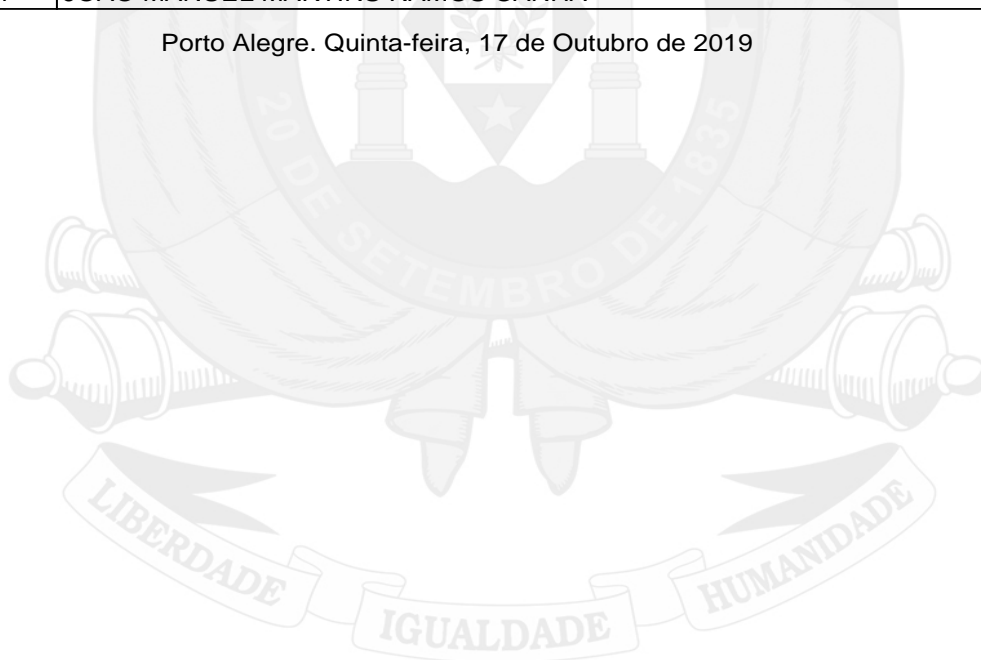 Porto Alegre. Quinta-feira, 17 de Outubro de 2019
20 DE SETEMBRO DE 1835
LIBERDADE
IGUALDADE
HUMANIDADE